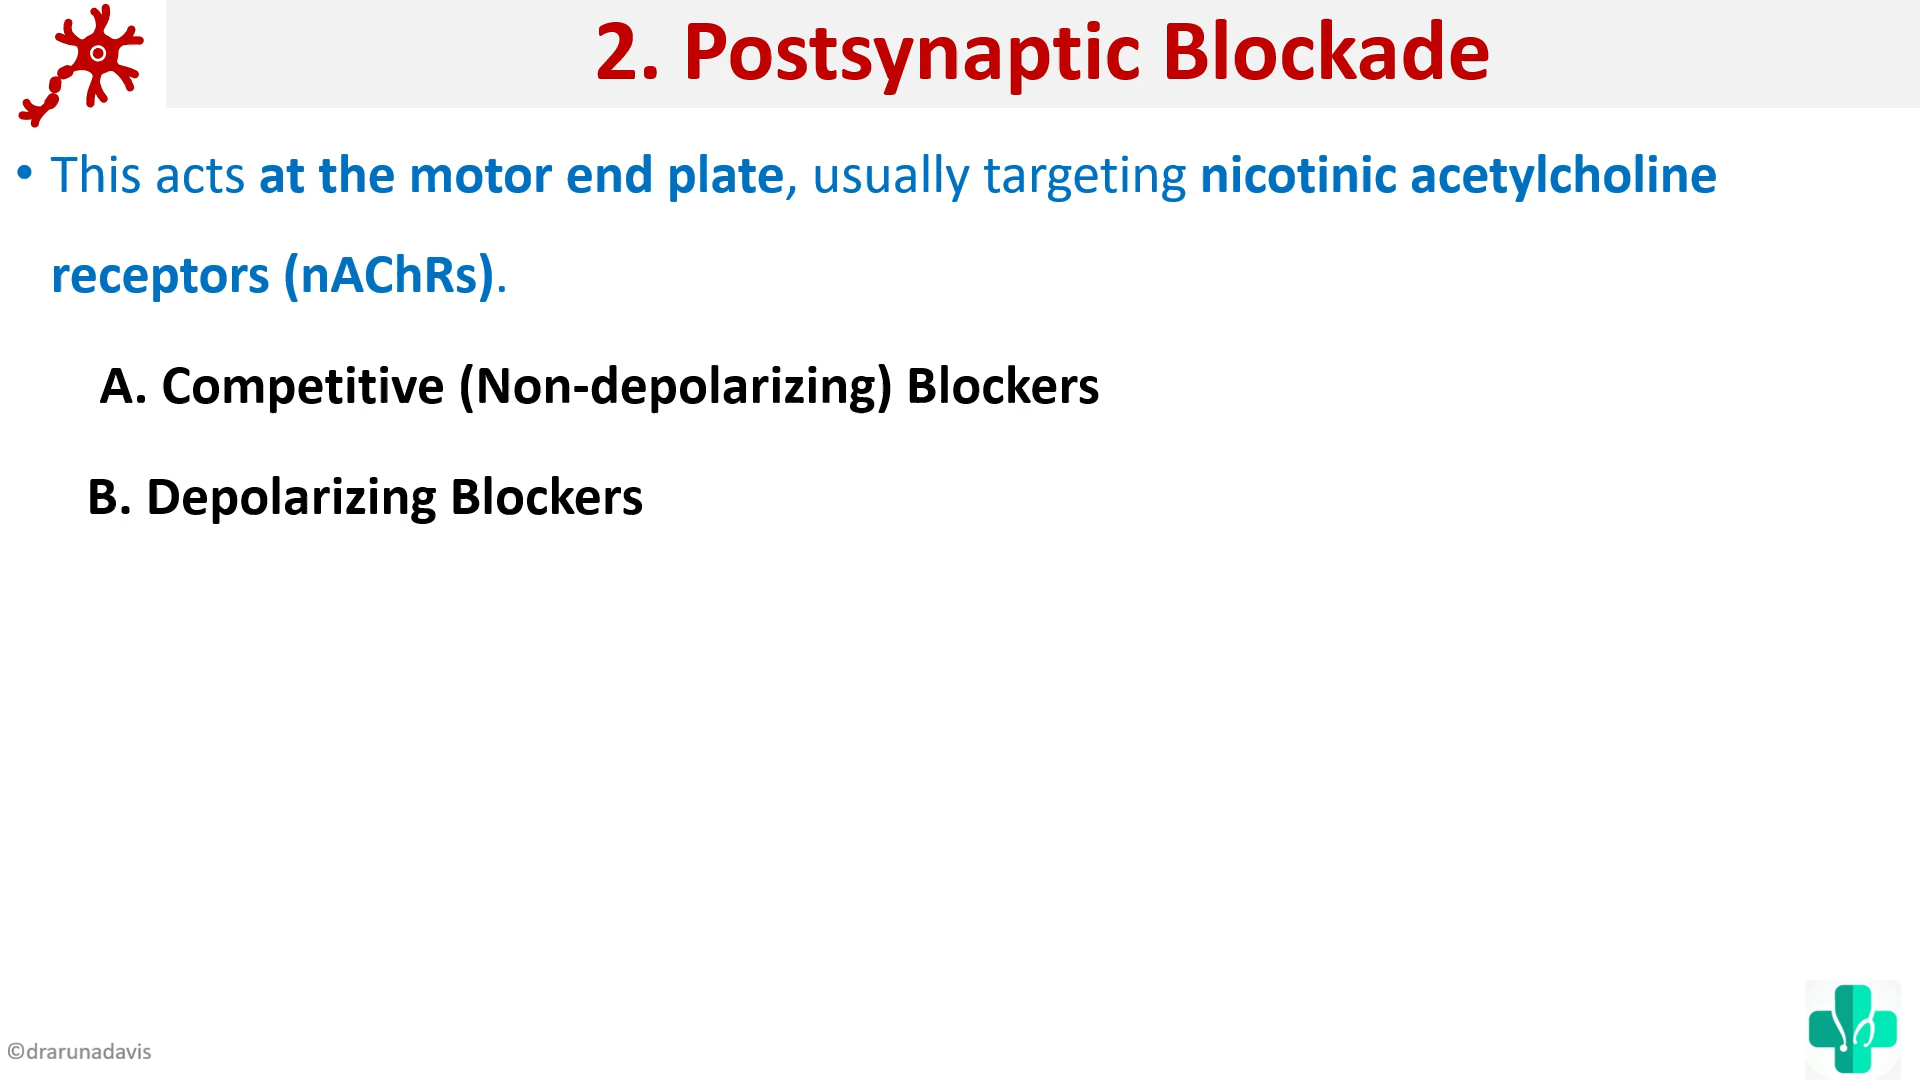 2. Postsynaptic Blockade
• This acts at the motor end plate, usually targeting nicotinic acetylcholine
receptors (nAChRs).
A. Competitive (Non-depolarizing) Blockers
B. Depolarizing Blockers
©drarunadavis